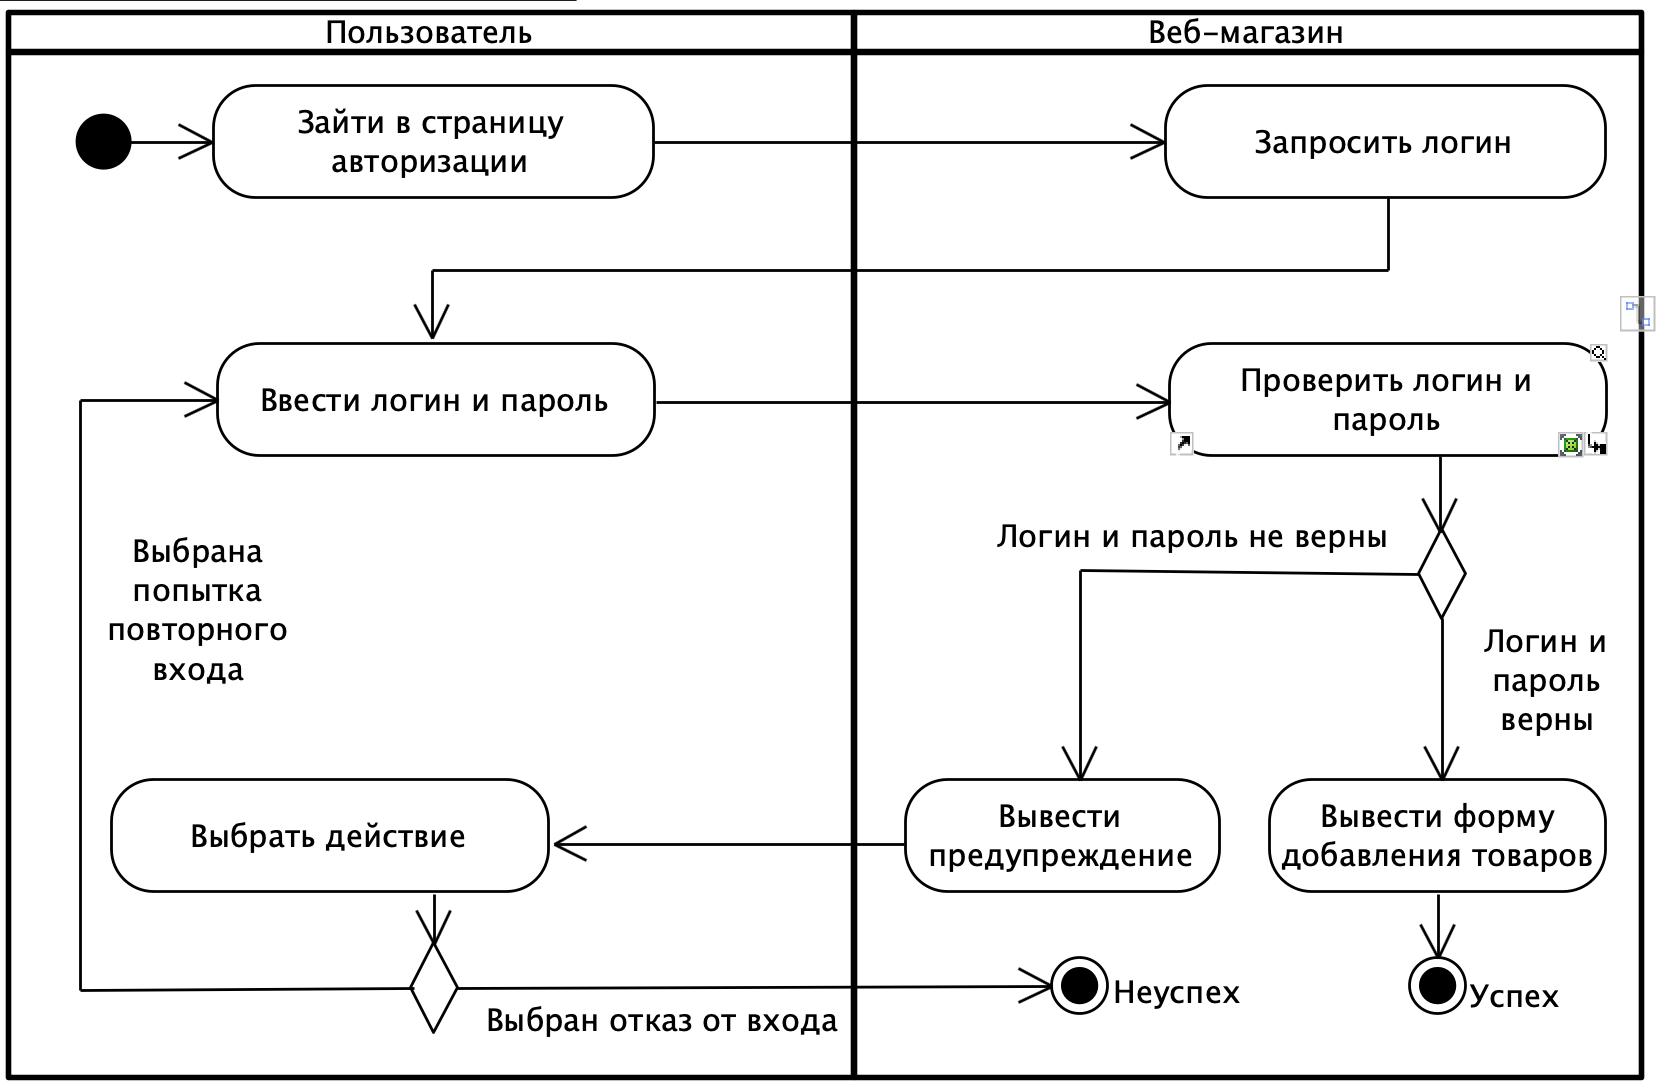 Пользователь
Веб-магазин
Зайти в страницу
авторизации
Запросить логин
Ввести логин и пароль
Проверить логин и
пароль
Логин и пароль не верны
Выбрана
попытка
повторного
входа
Логин и
пароль
верны
Выбрать действие
Вывести
предупреждение
Вывести форму
добавления товаров
Неуспех
Успех
Выбран отказ от входа